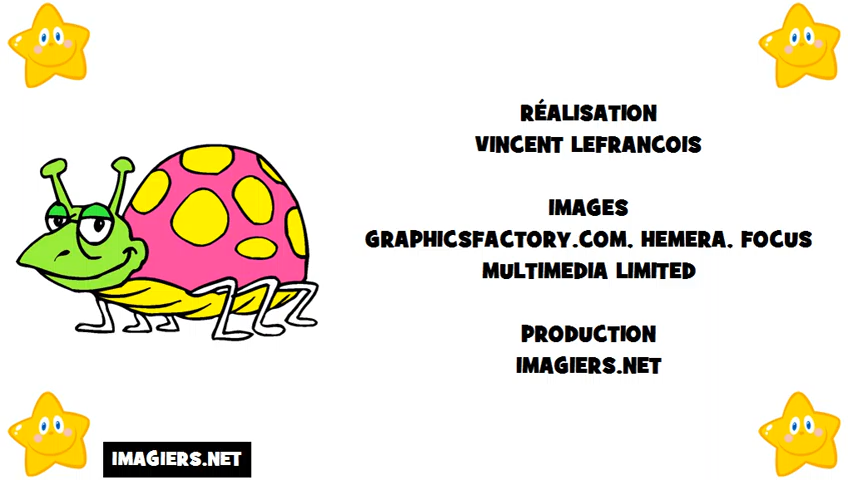 RÉALISATION
VINCENT LEFRANCOIS
IMAGES
GRAPHICSFACTORY.COM, HEMERA, FOCUS
MULTIMEDIA LIMITED
PRODUCTION
IMAGIERS.NET
IMAGIERS.NET